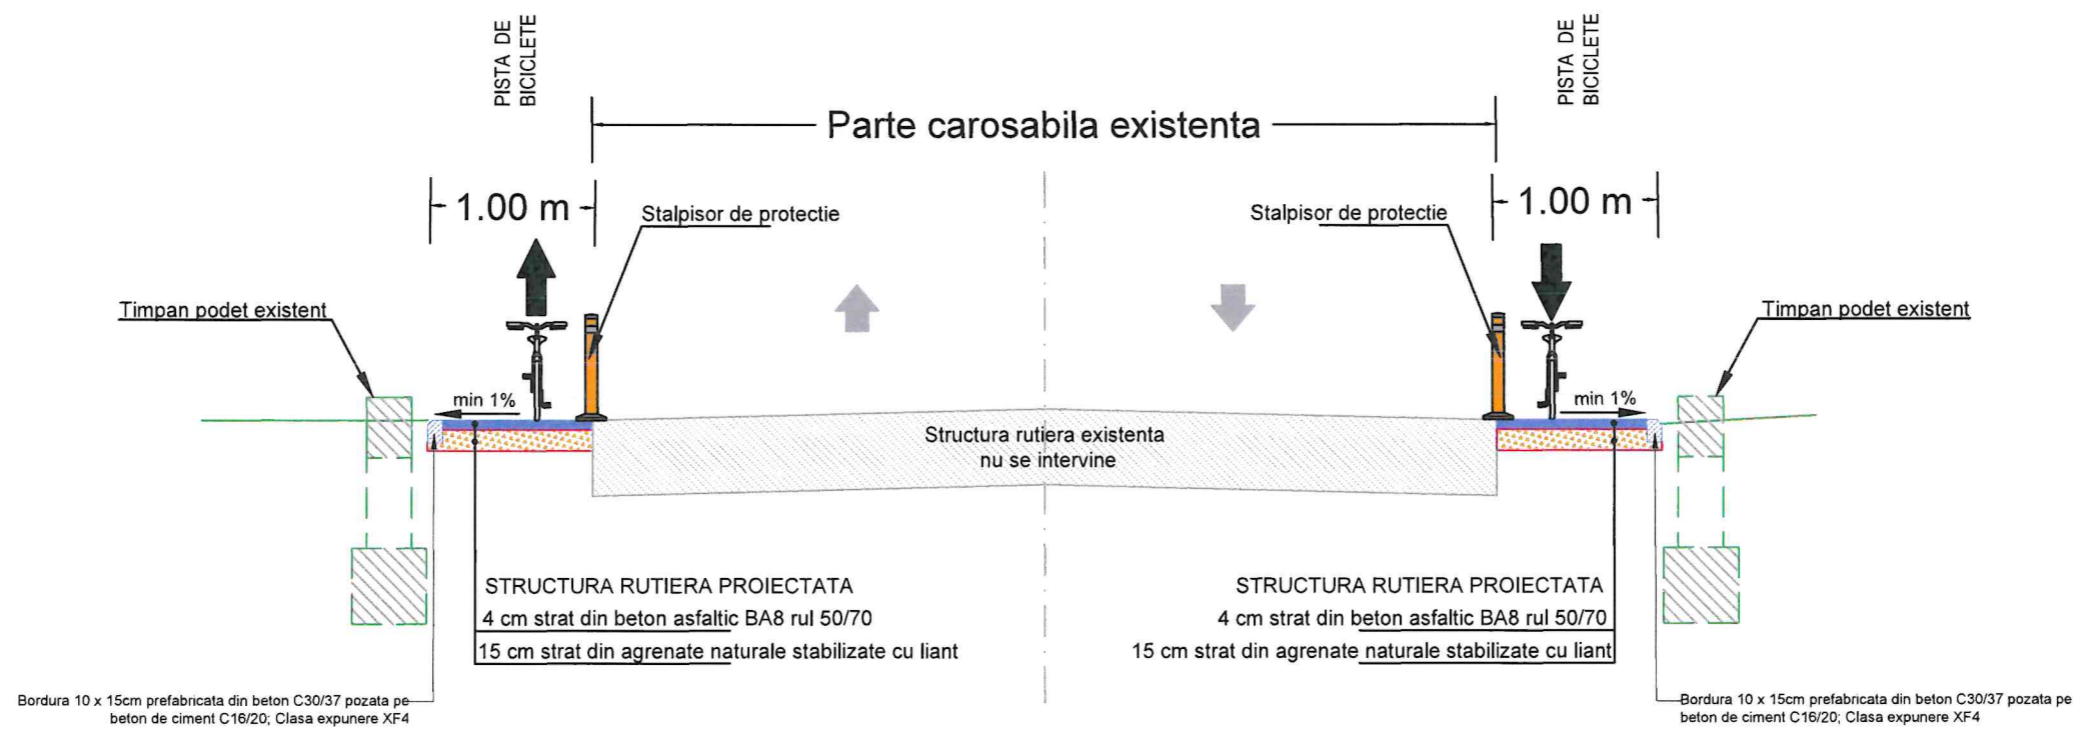 PISTA DE
BICICLETE
PISTA DE
BICICLETE
Parte carosabila existenta
1.00 m
1.00 m
Stalpisor de protectie
Stalpisor de protectie
Timpan podet existent
Timpan podet existent
min 1%
min 1%
Structura rutiera existenta
nu se intervine
STRUCTURA RUTIERA PROIECTATA
4 cm strat din beton asfaltic BA8 rul 50/70
15 cm strat din agrenate naturale stabilizate cu liant
STRUCTURA RUTIERA PROIECTATA
4 cm strat din beton asfaltic BA8 rul 50/70
15 cm strat din agrenate naturale stabilizate cu liant
Bordura 10 x 15cm prefabricata din beton C30/37 pozata pe
beton de ciment C16/20; Clasa expunere XF4
Bordura 10 x 15cm prefabricata din beton C30/37 pozata pe
beton de ciment C16/20; Clasa expunere XF4